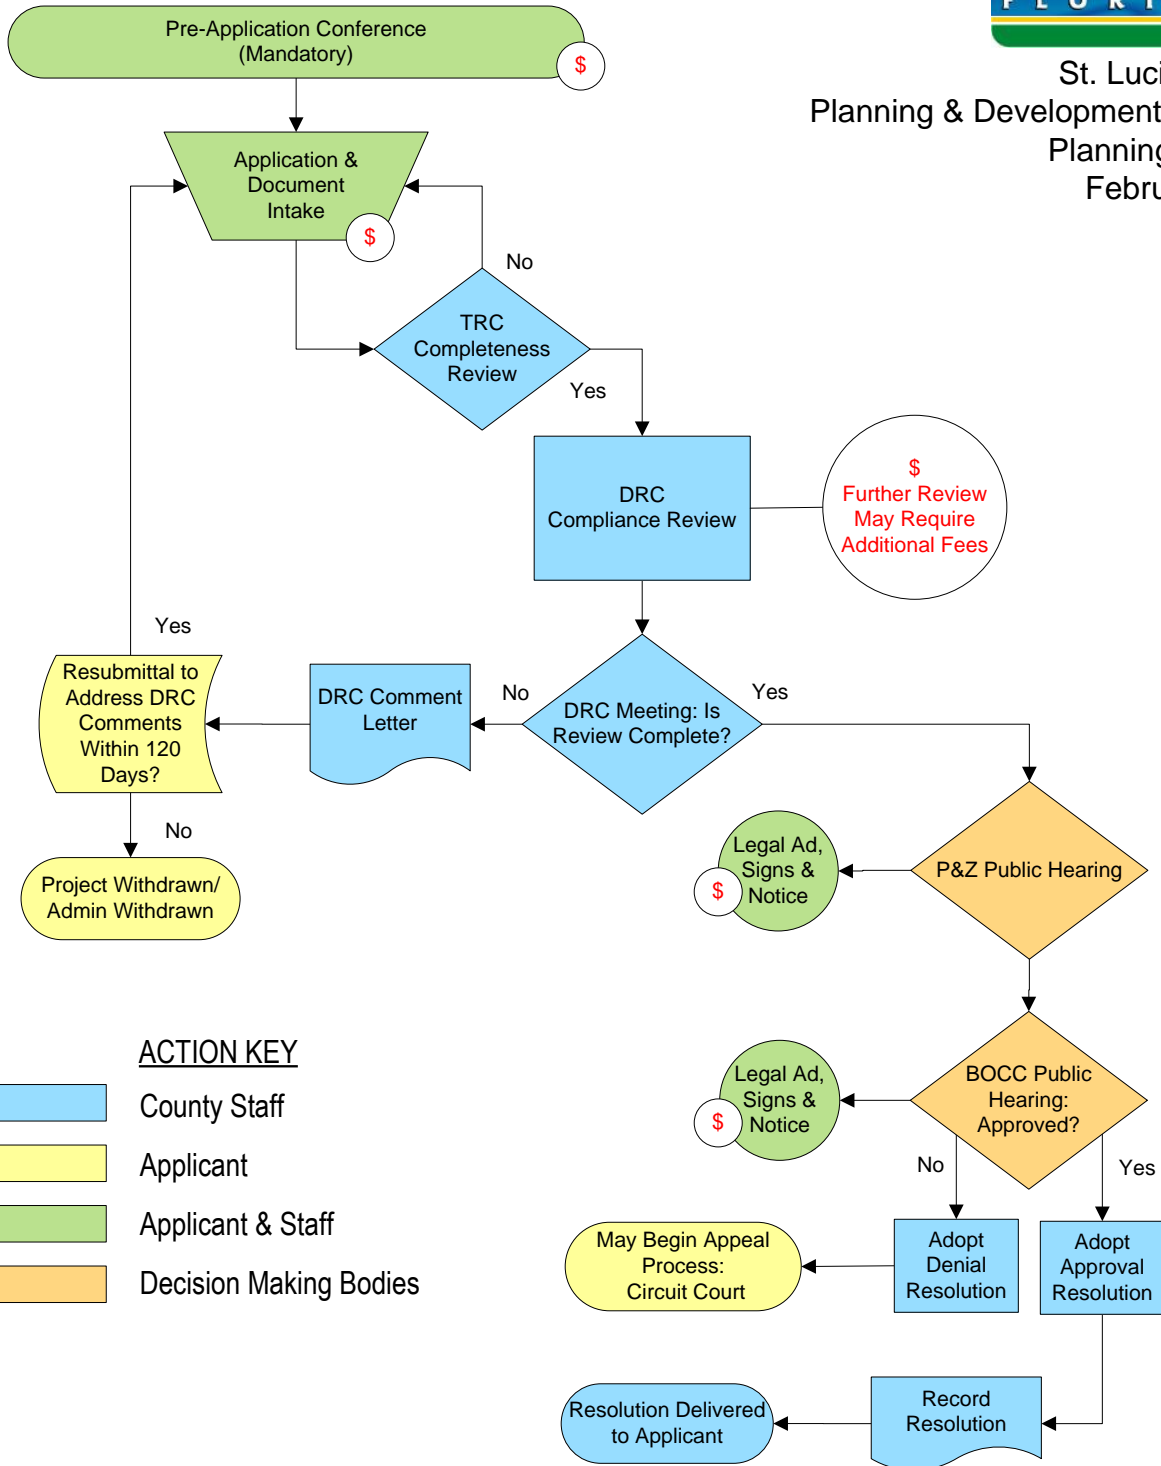 Pre-Application Conference
(Mandatory)
$
St. Luci
Planning & Development
Planning
Febru
Application &
Document
Intake
$
No
TRC
Completeness
Review
Yes
DRC
Compliance Review
$
Further Review
May Require
Additional Fees
Yes
Resubmittal to
Address DRC
Comments
Within 120
Days?
DRC Comment
Letter
No
DRC Meeting: Is
Review Complete?
Yes
No
Project Withdrawn/
Admin Withdrawn
Legal Ad,
Signs &
Notice
$
P&Z Public Hearing
ACTION KEY
County Staff
Applicant
Applicant & Staff
Decision Making Bodies
Legal Ad,
Signs &
Notice
$
BOCC Public
Hearing:
Approved?
No
Yes
May Begin Appeal
Process:
Circuit Court
Adopt
Denial
Resolution
Adopt
Approval
Resolution
Resolution Delivered
to Applicant
Record
Resolution